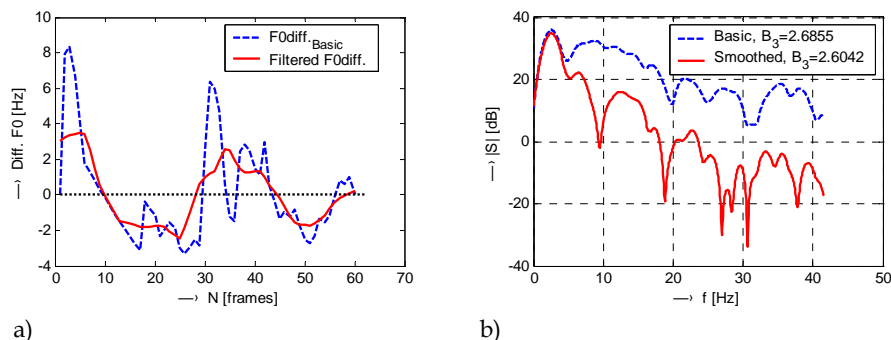 10
8
6
4
2
0
-2
-4
0 10 20 30 40 50 60 70
—› Diff. F0 [Hz]
—› N [frames]
F0diff.Basic
Filtered F0diff.
a)
40
20
0
-20
-40
0 10 20 30 40 50
—› |S| [dB]
—› f [Hz]
Basic, B3=2.6855
Smoothed, B3=2.6042
b)